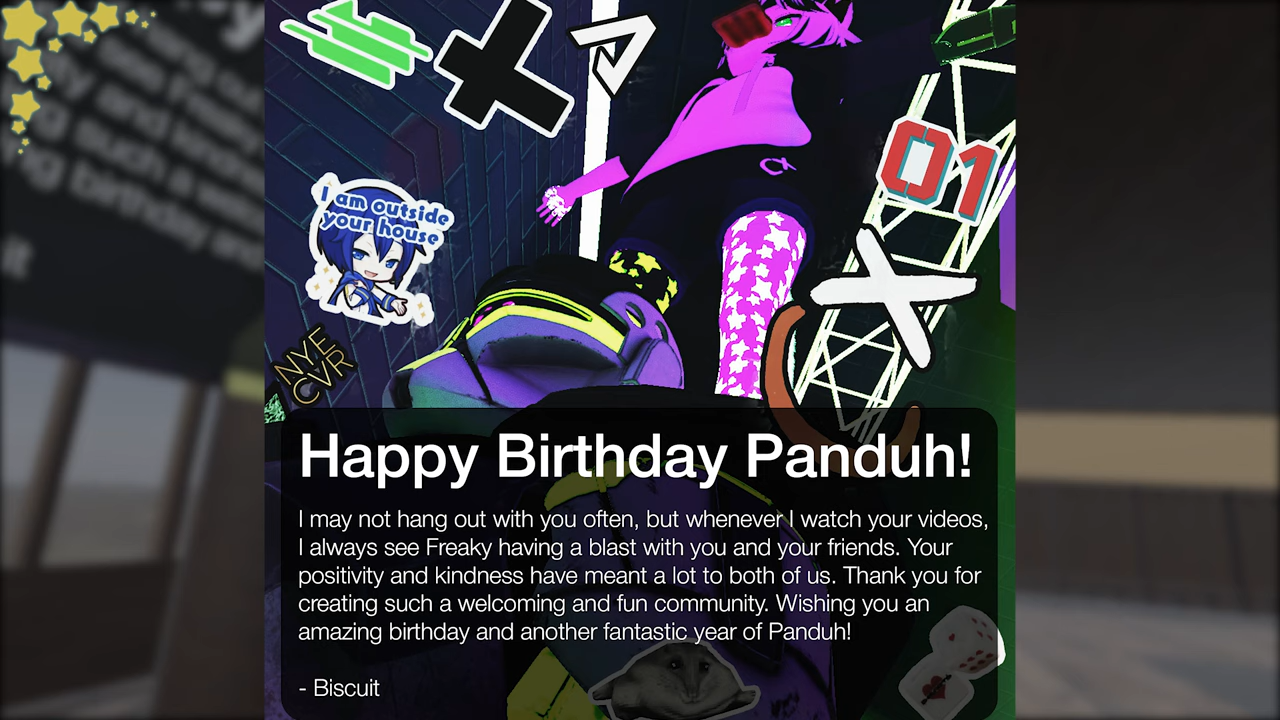 I am outside
your house
01
NYE
CVR
Happy Birthday Panduh!
I may not hang out with you often, but whenever I watch your videos,
I always see Freaky having a blast with you and your friends. Your
positivity and kindness have meant a lot to both of us. Thank you for
creating such a welcoming and fun community. Wishing you an
amazing birthday and another fantastic year of Panduh!
- Biscuit